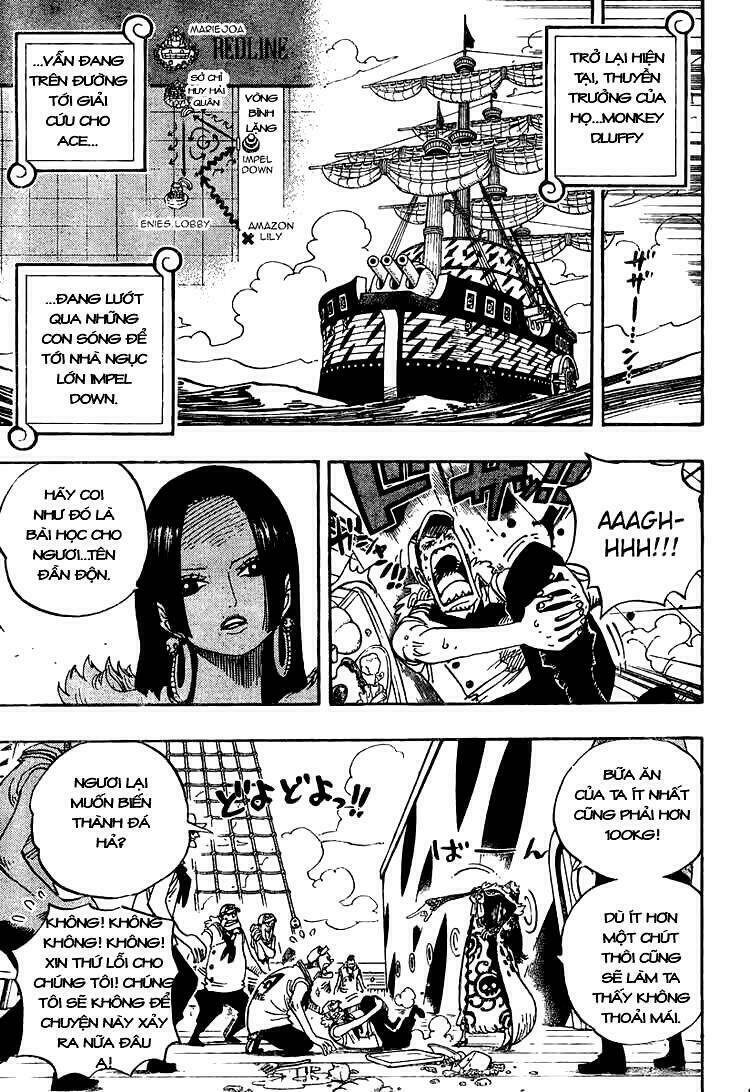 TRỞ LẠI HIỆN
TẠI, THUYỀN
TRƯỞNG CỦA
HỌ...MONKEY
D.LUFFY
...VẪN ĐANG
TRÊN ĐƯỜNG
TỚI GIẢI
CỨU CHO
ACE...
MARIEJOA
REDLINE
SỞ CHỈ
HUY HẢI
QUÂN
VÒNG
BÌNH
LẶNG
IMPEL
DOWN
ENIES LOBBY
AMAZON
LILY
...ĐANG LƯỚT
QUA NHỮNG
CON SÓNG ĐỂ
TỚI NHÀ NGỤC
LỚN IMPEL
DOWN.
AAAGH-
HHH!!!
HÃY COI
NHƯ ĐÓ LÀ
BÀI HỌC CHO
NGƯƠI...TÊN
ĐẦN ĐỘN.
BỮA ĂN
CỦA TA ÍT NHẤT
CŨNG PHẢI HƠN
100KG!
DÙ ÍT HƠN
MỘT CHÚT
THÔI CŨNG
SẼ LÀM TA
THẤY KHÔNG
THOẢI MÁI.
ばーん
どよどよっ!!
NGƯƠI LẠI
MUỐN BIẾN
THÀNH ĐÁ
HẢ?
KHÔNG! KHÔNG
KHÔNG! KHÔNG!
XIN THỨ LỖI CHO
CHÚNG TÔI! CHÚNG
TÔI SẼ KHÔNG ĐỂ
CHUYỆN NÀY XẢY
RA NỮA ĐÂU
Ạ!